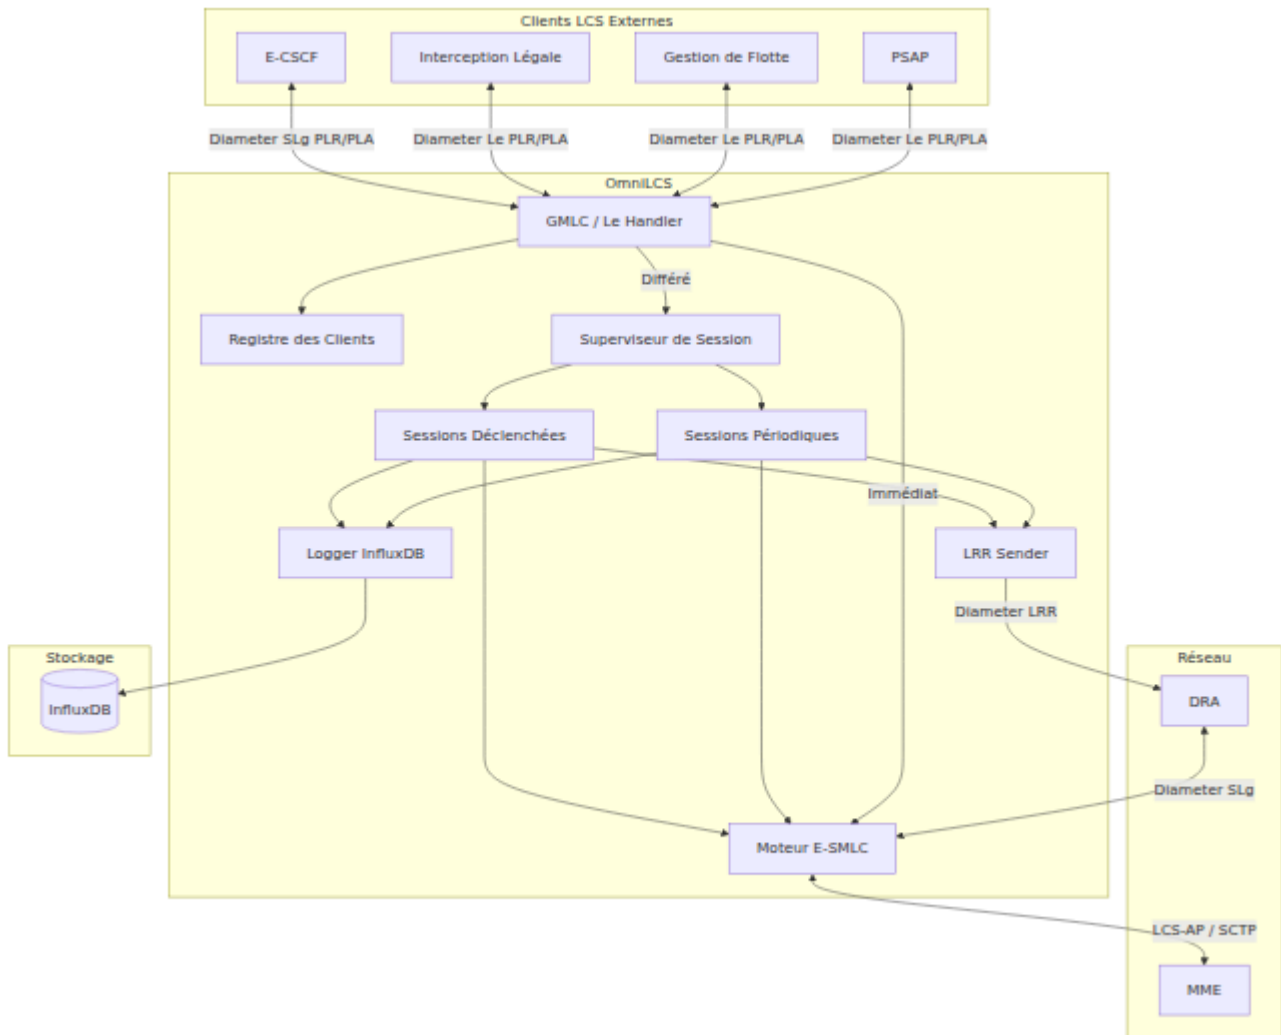 Clients LCS Externes
E-CSCF
Interception Légale
Gestion de Flotte
PSAP
Diameter SLg PLR/PLA
Diameter Le PLR/PLA
Diameter Le PLR/PLA
Diameter Le PLR/PLA
OmniLCS
GMLC / Le Handler
Différé
Registre des Clients
Superviseur de Session
Sessions Déclenchées
Sessions Périodiques
Immédiat
Logger InfluxDB
LRR Sender
Diameter LRR
Stockage
InfluxDB
Réseau
DRA
Diameter SLg
Moteur E-SMLC
LCS-AP / SCTP
MME